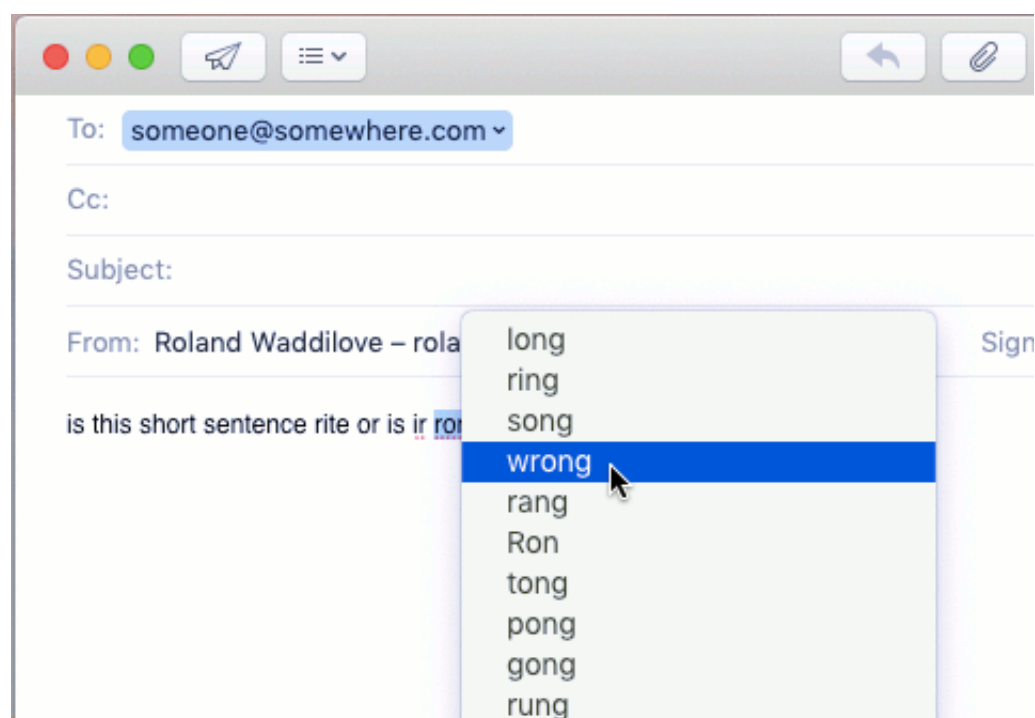 To: someone@somewhere.com
Cc:
Subject:
From: Roland Waddilove –
is this short sentence rite or is ir
long
ring
song
wrong
rang
Ron
tong
pong
gong
rung